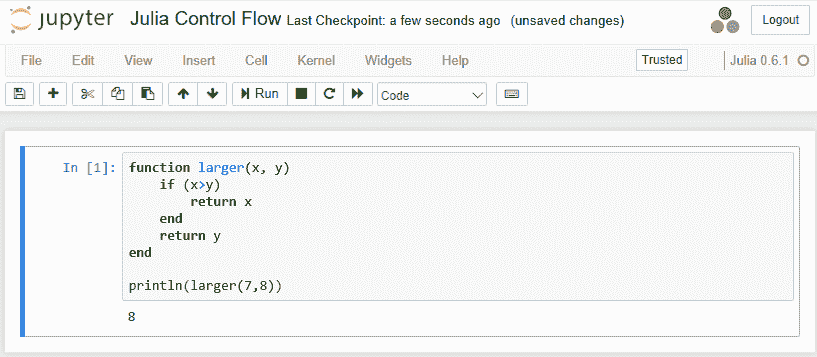 jupyter Julia Control Flow Last Checkpoint: a few seconds ago (unsaved changes) Logout
File Edit View Insert Cell Kernel Widgets Help Trusted Julia 0.6.1
Run Code
In [1]: function larger(x, y)
    if (x>y)
        return x
    end
    return y
end

println(larger(7,8))
8